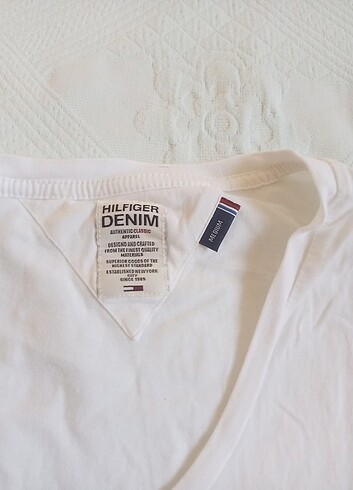 HILFIGER
DENIM
AUTHENTIC CLASSIC
APPAREL
DESIGNED AND CRAFTED
FROM THE FINEST QUALITY
MATERIALS
SUPERIOR GOODS OF THE
HIGHEST STANDARD
ESTABLISHED NEW YORK
CITY
SINCE 1985
MEDIUM